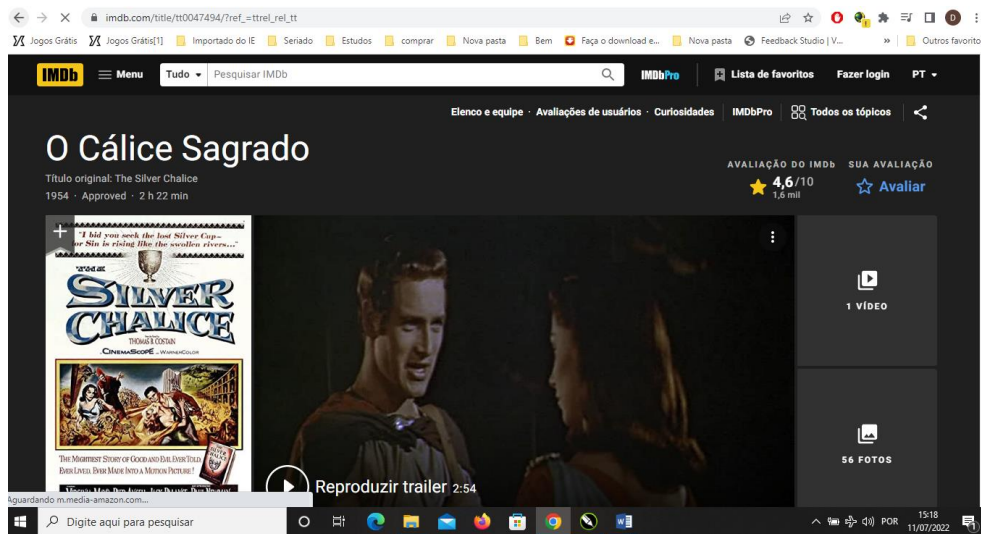 imdb.com/title/tt0047494/?ref_=ttrel_rel_tt
Jogos Grátis
Jogos Grátis[1]
Importado do IE
Seriado
Estudos
comprar
Nova pasta
Bem
Faça o download e...
Nova pasta
Feedback Studio | V...
»
Outros favorito
IMDb
Menu
Tudo
Pesquisar IMDb
IMDbPro
Lista de favoritos
Fazer login
PT
Elenco e equipe · Avaliações de usuários · Curiosidades
IMDbPro
Todos os tópicos
O Cálice Sagrado
Título original: The Silver Chalice
1954 · Approved · 2 h 22 min
AVALIAÇÃO DO IMDb
4,6/10
1,6 mil
SUA AVALIAÇÃO
Avaliar
"I bid you seek the lost Silver Cup–
for Sin is rising like the swollen rivers..."
THE
SILVER
CHALICE
THOMAS B. COSTAIN
CINEMASCOPE WARNERCOLOR
THE MIGHTIEST STORY OF GOOD AND EVIL EVER TOLD
EVER LIVED, EVER MADE INTO A MOTION PICTURE!
Reproduzir trailer 2:54
1 VÍDEO
56 FOTOS
Aguardando m.media-amazon.com...
Digite aqui para pesquisar
POR
15:18
11/07/2022